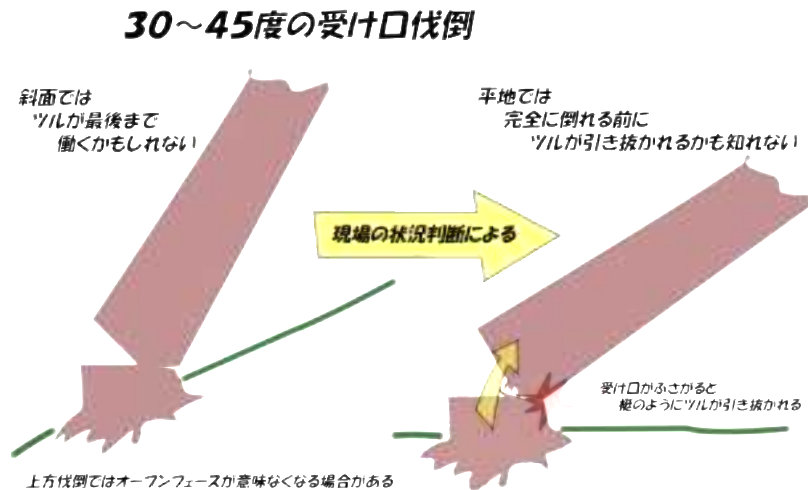 30～45度の受け口伐倒
斜面では
ツルが最後まで
働くかもしれない
平地では
完全に倒れる前に
ツルが引き抜かれるかも知れない
現場の状況判断による
受け口がふさがると
梃のようにツルが引き抜かれる
上方伐倒ではオープンフェースが意味なくなる場合がある